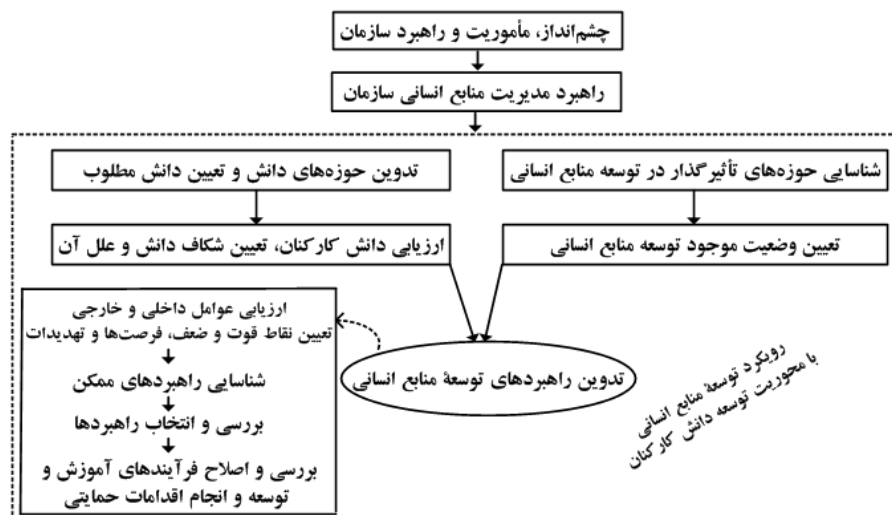 چشم‌انداز، مأموریت و راهبرد سازمان
راهبرد مدیریت منابع انسانی سازمان
شناسایی حوزه‌های تأثیرگذار در توسعه منابع انسانی
تدوین حوزه‌های دانش و تعیین دانش مطلوب
تعیین وضعیت موجود توسعه منابع انسانی
ارزیابی دانش کارکنان، تعیین شکاف دانش و علل آن
تدوین راهبردهای توسعهٔ منابع انسانی
ارزیابی عوامل داخلی و خارجی
تعیین نقاط قوت و ضعف، فرصت‌ها و تهدیدات
شناسایی راهبردهای ممکن
بررسی و انتخاب راهبردها
بررسی و اصلاح فرآیندهای آموزش و
توسعه و انجام اقدامات حمایتی
رویکرد توسعهٔ منابع انسانی
با محوریت توسعه دانش کارکنان